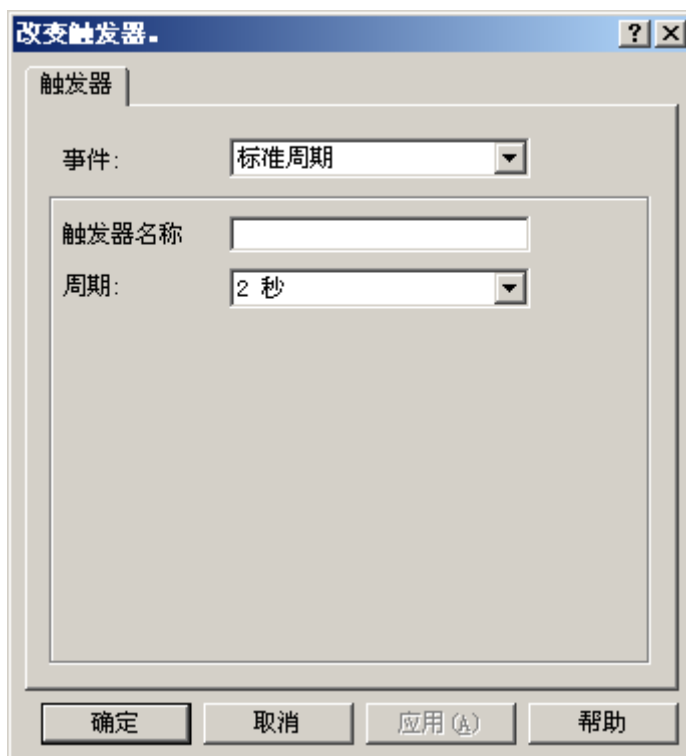 改变触发器.
触发器
事件: 标准周期
触发器名称
周期: 2 秒
确定 取消 应用(A) 帮助